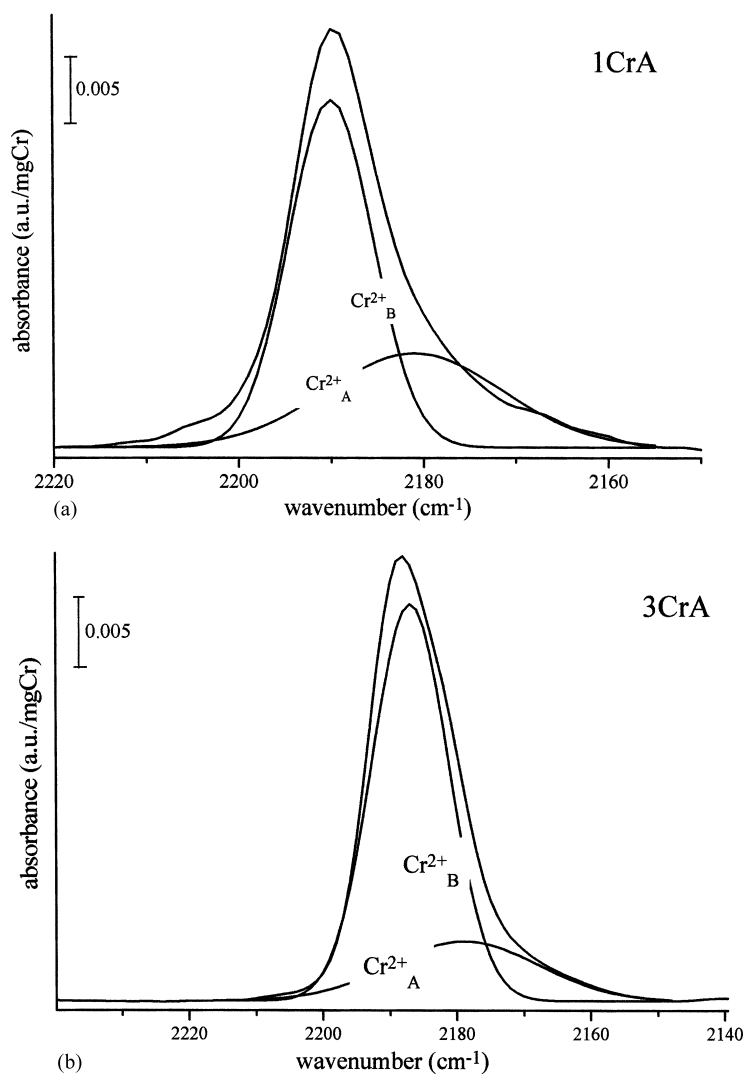 1CrA
0.005
absorbance (a.u./mgCr)
Cr²⁺B
Cr²⁺A
2220 2200 2180 2160
(a) wavenumber (cm⁻¹)
3CrA
0.005
absorbance (a.u./mgCr)
Cr²⁺B
Cr²⁺A
2220 2200 2180 2160 2140
(b) wavenumber (cm⁻¹)